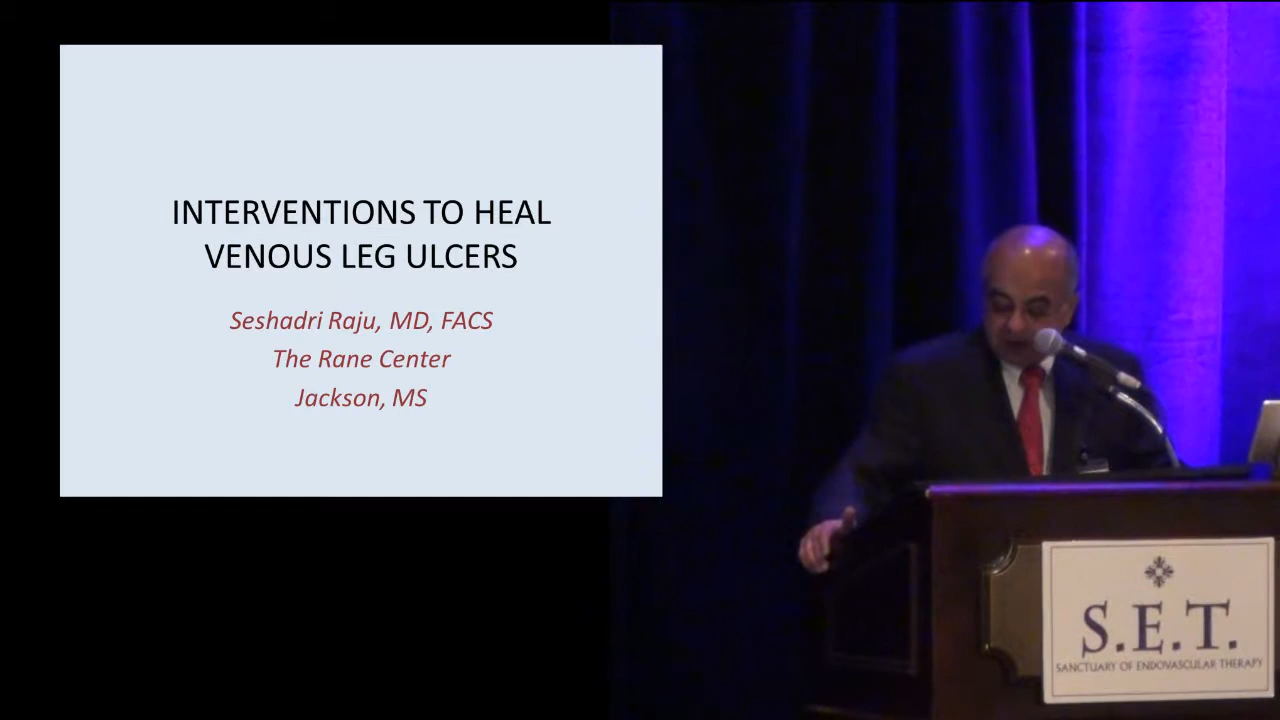 INTERVENTIONS TO HEAL
VENOUS LEG ULCERS
Seshadri Raju, MD, FACS
The Rane Center
Jackson, MS
S.E.T.
SANCTUARY OF ENDOVASCULAR THERAPY